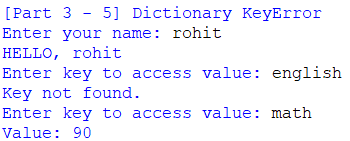 [Part 3 - 5] Dictionary KeyError
Enter your name: rohit
HELLO, rohit
Enter key to access value: english
Key not found.
Enter key to access value: math
Value: 90